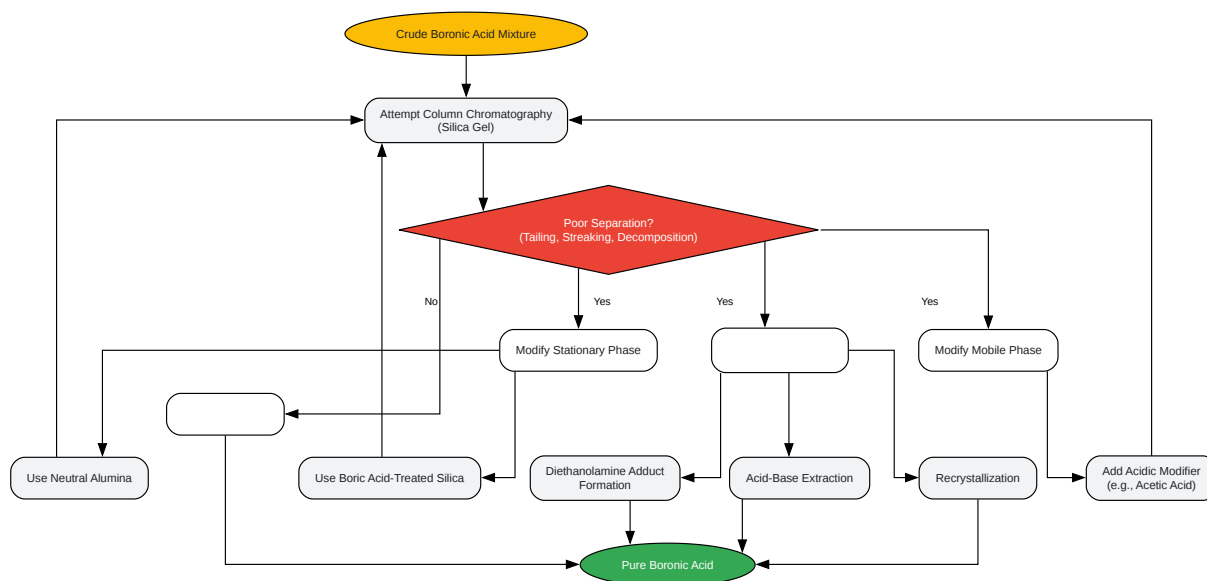 Crude Boronic Acid Mixture
Attempt Column Chromatography
(Silica Gel)
Poor Separation?
(Tailing, Streaking, Decomposition)
No
Yes
Yes
Yes
Modify Stationary Phase
Modify Mobile Phase
Use Neutral Alumina
Use Boric Acid-Treated Silica
Diethanolamine Adduct
Formation
Acid-Base Extraction
Recrystallization
Add Acidic Modifier
(e.g., Acetic Acid)
Pure Boronic Acid